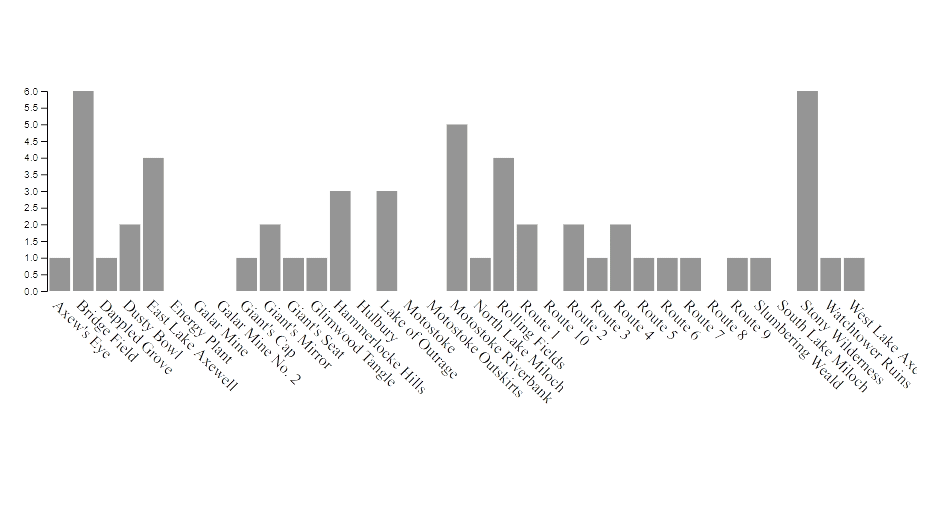 6.0
5.5
5.0
4.5
4.0
3.5
3.0
2.5
2.0
1.5
1.0
0.5
0.0
Axew's Eye
Bridge Field
Dappled Grove
Dusty Bowl
East Lake Axewell
Energy Plant
Galar Mine
Galar Mine No. 2
Giant's Cap
Giant's Mirror
Giant's Seat
Glimwood Tangle
Hammerlocke Hills
Hulbury
Lake of Outrage
Motostoke
Motostoke Outskirts
Motostoke Riverbank
North Lake Miloch
Rolling Fields
Route 1
Route 10
Route 2
Route 3
Route 4
Route 5
Route 6
Route 7
Route 8
Route 9
Slumbering Weald
South Lake Miloch
Stony Wilderness
Watchtower Ruins
West Lake